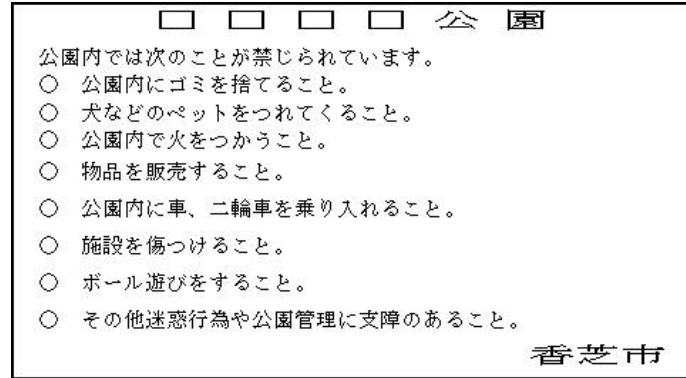 □□□□公園
公園内では次のことが禁じられています。
○ 公園内にゴミを捨てること。
○ 犬などのペットをつれてくること。
○ 公園内で火をつかうこと。
○ 物品を販売すること。
○ 公園内に車、二輪車を乗り入れること。
○ 施設を傷つけること。
○ ボール遊びをすること。
○ その他迷惑行為や公園管理に支障のあること。
香芝市